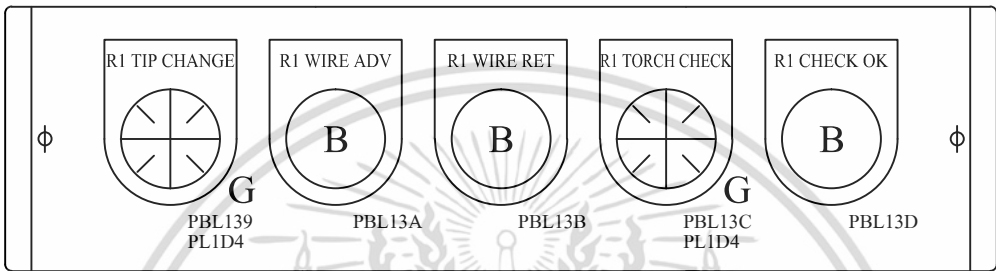 R1 TIP CHANGE
R1 WIRE ADV
R1 WIRE RET
R1 TORCH CHECK
R1 CHECK OK
B
B
B
G
G
PBL139
PL1D4
PBL13A
PBL13B
PBL13C
PL1D4
PBL13D